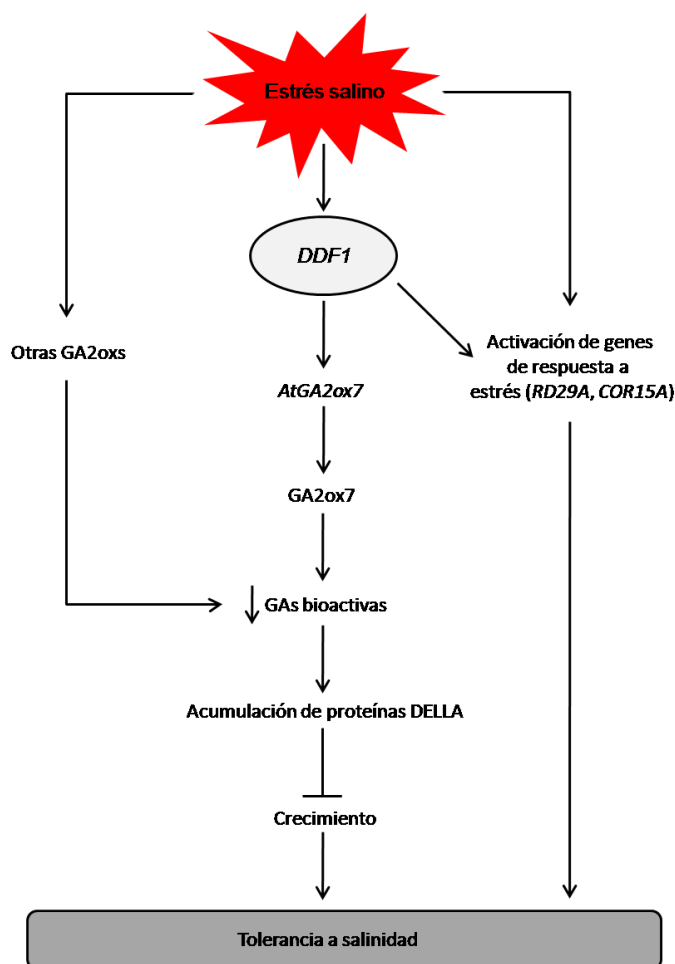 Estrés salino
DDF1
Otras GA2oxs
Activación de genes
de respuesta a
estrés (RD29A, COR15A)
AtGA2ox7
GA2ox7
GAs bioactivas
Acumulación de proteínas DELLA
Crecimiento
Tolerancia a salinidad